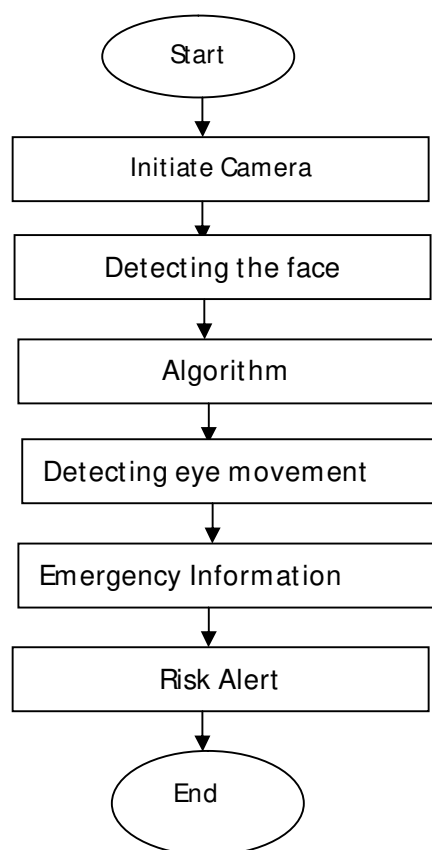 Start
Initiate Camera
Detecting the face
Algorithm
Detecting eye movement
Emergency Information
Risk Alert
End